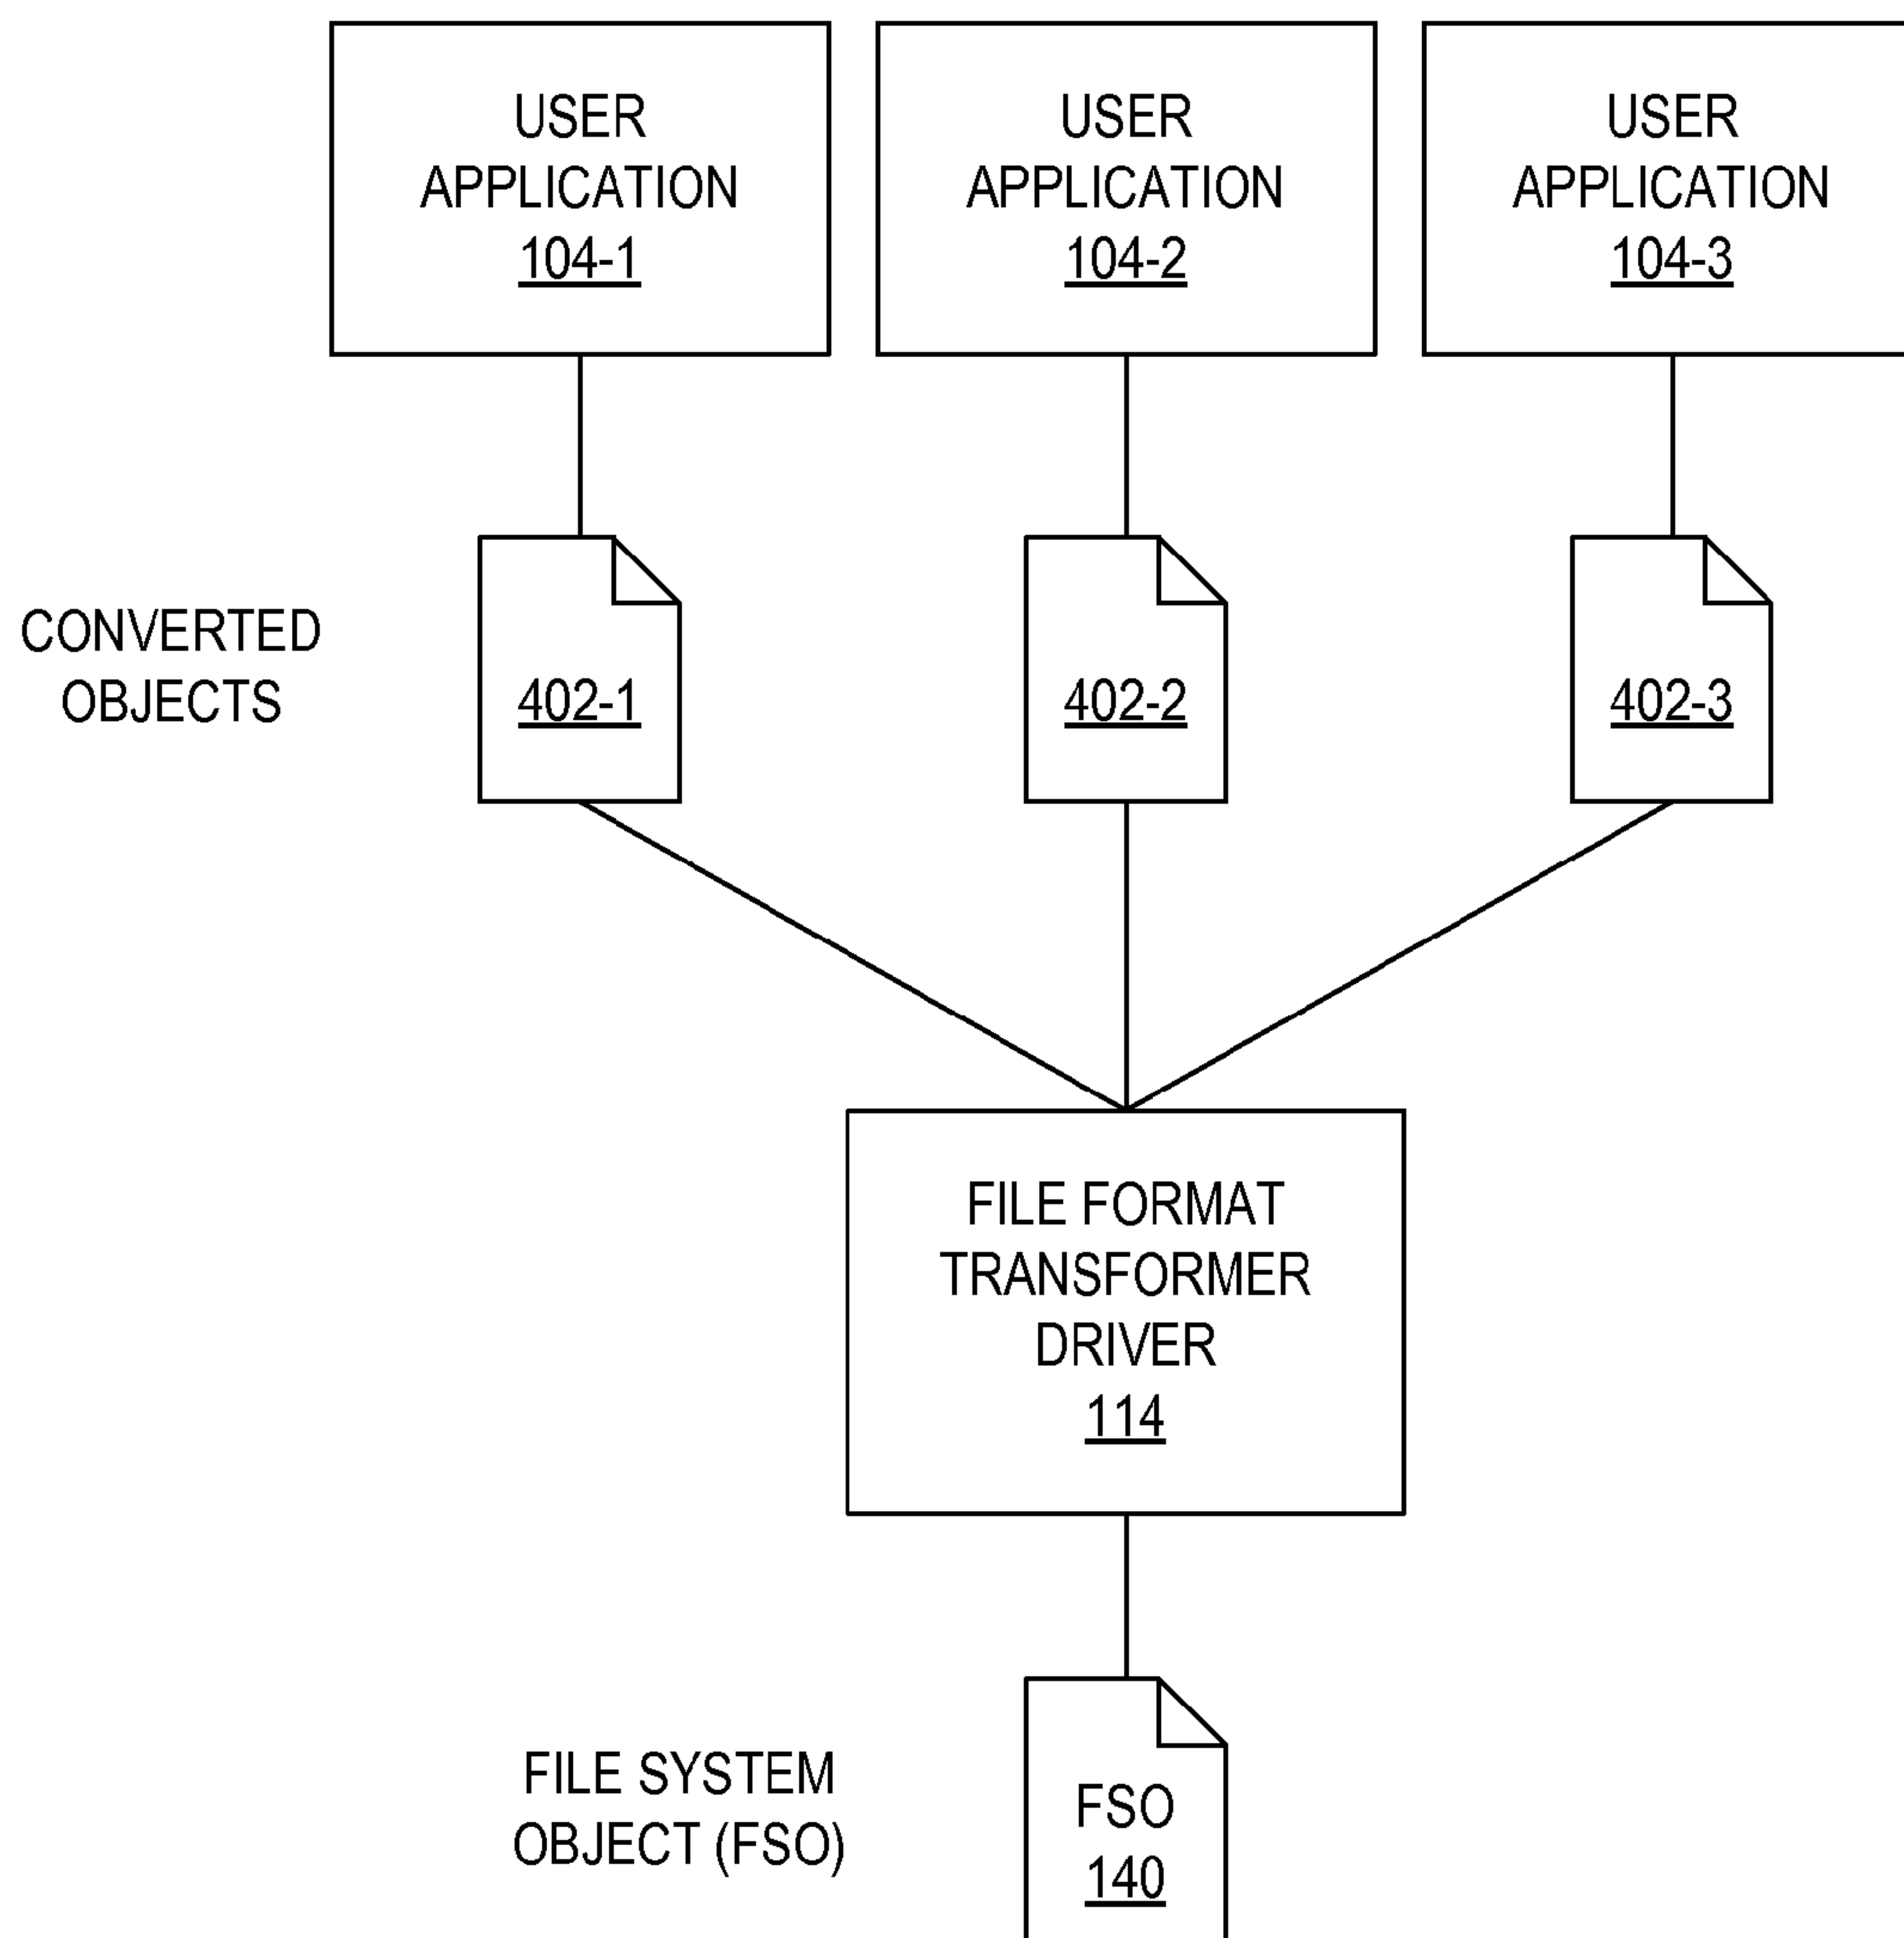 USER
APPLICATION
104-1
USER
APPLICATION
104-2
USER
APPLICATION
104-3
CONVERTED
OBJECTS
402-1
402-2
402-3
FILE FORMAT
TRANSFORMER
DRIVER
114
FILE SYSTEM
OBJECT (FSO)
FSO
140